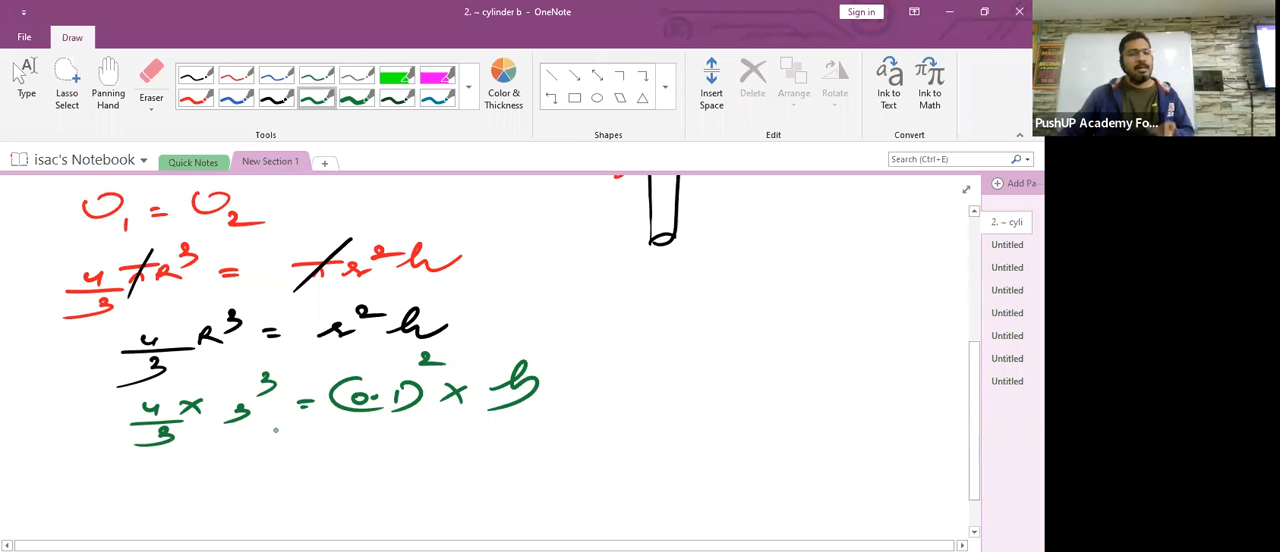 2. ~ cylinder b - OneNote
Sign in
File
Draw
Type
Lasso Select
Panning Hand
Eraser
Color & Thickness
Insert Space
Delete
Arrange
Rotate
Ink to Text
Ink to Math
Tools
Shapes
Edit
Convert
PushUP Academy Fo...
isac's Notebook
Quick Notes
New Section 1
Search (Ctrl+E)
Add Pa
2. ~ cyli
Untitled
Untitled
Untitled
Untitled
Untitled
Untitled
Untitled
4/3 πR³ = πr²h
4/3 R³ = r²h
4/3 × 3³ = (0.1)² × h